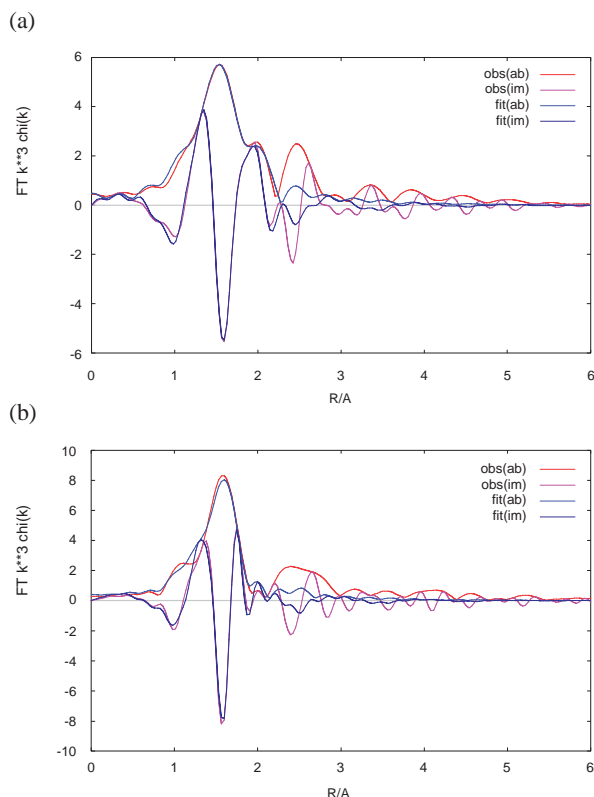 (a)
6
4
2
0
-2
-4
-6
FT k**3 chi(k)
obs(ab)
obs(im)
fit(ab)
fit(im)
0 1 2 3 4 5 6
R/A
(b)
10
8
6
4
2
0
-2
-4
-6
-8
-10
FT k**3 chi(k)
obs(ab)
obs(im)
fit(ab)
fit(im)
0 1 2 3 4 5 6
R/A